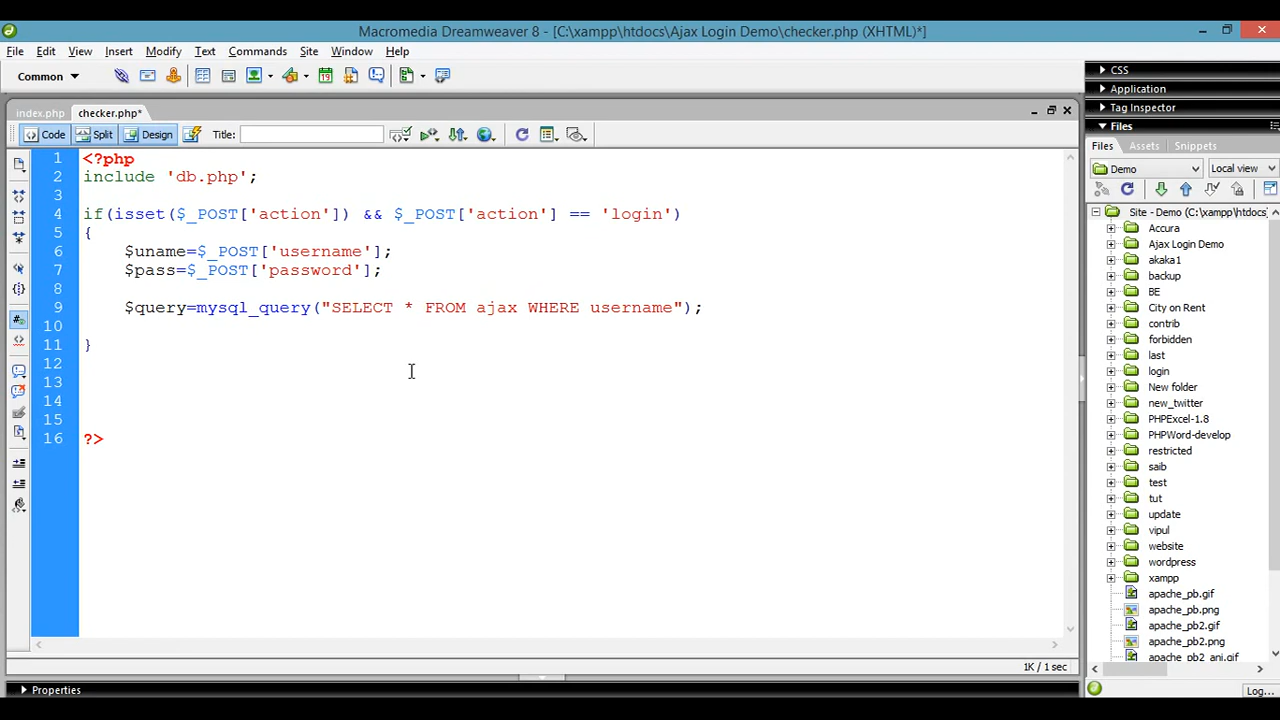 Macromedia Dreamweaver 8 - [C:\xampp\htdocs\Ajax Login Demo\checker.php (XHTML)*]
File Edit View Insert Modify Text Commands Site Window Help
Common
index.php checker.php*
Code Split Design Title:
1 <?php
2 include 'db.php';
3
4 if(isset($_POST['action']) && $_POST['action'] == 'login')
5 {
6 $uname=$_POST['username'];
7 $pass=$_POST['password'];
8
9 $query=mysql_query("SELECT * FROM ajax WHERE username");
10
11 }
12
13
14
15
16 ?>
1K / 1 sec
Properties
CSS
Application
Tag Inspector
Files
Files Assets Snippets
Demo Local view
Site - Demo (C:\xampp\htdocs
Accura
Ajax Login Demo
akaka1
backup
BE
City on Rent
contrib
forbidden
last
login
New folder
new_twitter
PHPExcel-1.8
PHPWord-develop
restricted
saib
test
tut
update
vipul
website
wordpress
xampp
apache_pb.gif
apache_pb.png
apache_pb2.gif
apache_pb2.png
apache_pb2_ani.gif
Log...